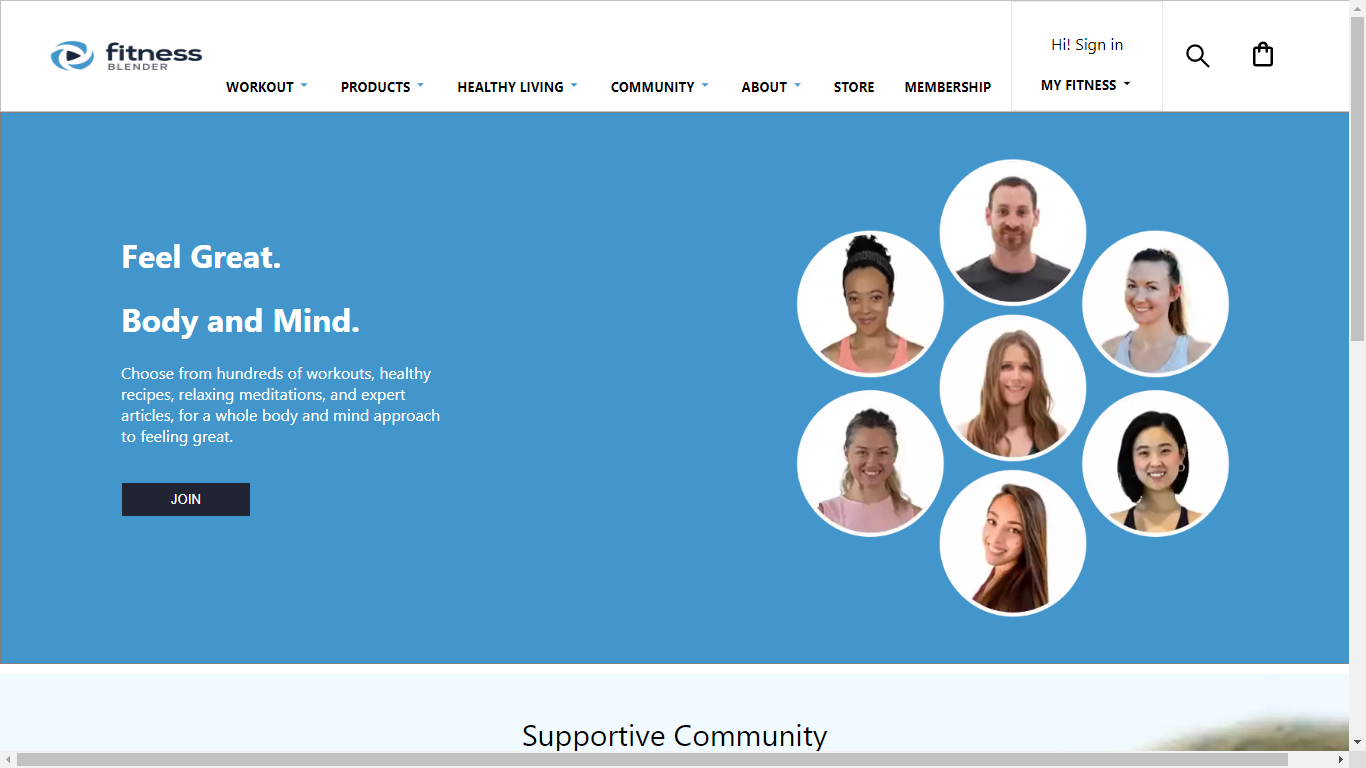 fitness
BLENDER
WORKOUT
PRODUCTS
HEALTHY LIVING
COMMUNITY
ABOUT
STORE
MEMBERSHIP
Hi! Sign in
MY FITNESS
Feel Great.
Body and Mind.
Choose from hundreds of workouts, healthy
recipes, relaxing meditations, and expert
articles, for a whole body and mind approach
to feeling great.
JOIN
Supportive Community